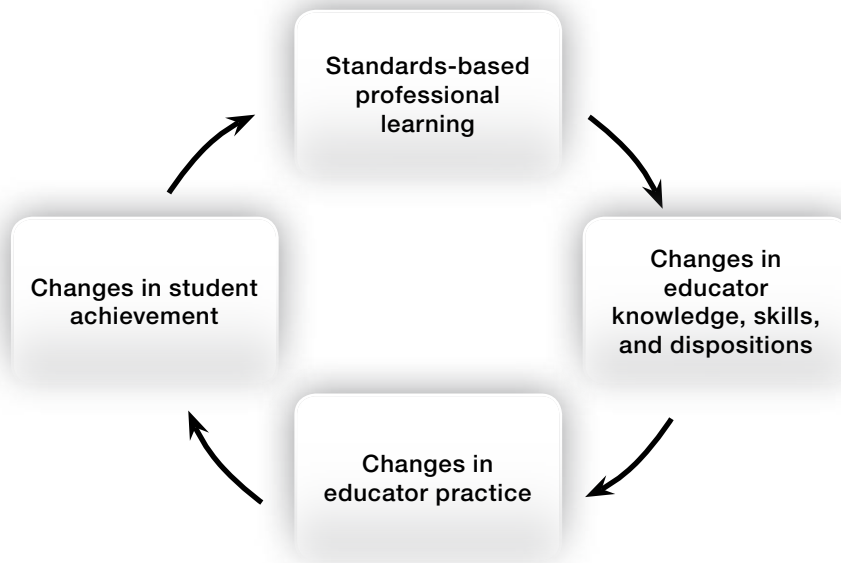 Standards-based
professional
learning
Changes in
educator
knowledge, skills,
and dispositions
Changes in
educator practice
Changes in student
achievement